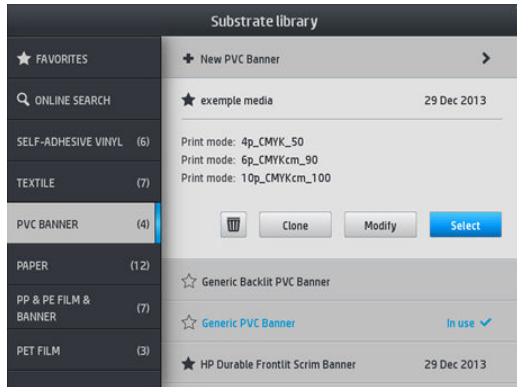 Substrate library
FAVORITES
ONLINE SEARCH
SELF-ADHESIVE VINYL (6)
TEXTILE (7)
PVC BANNER (4)
PAPER (12)
PP & PE FILM &
BANNER (7)
PET FILM (3)
New PVC Banner
exemple media 29 Dec 2013
Print mode: 4p_CMYK_50
Print mode: 6p_CMYKcm_90
Print mode: 10p_CMYKcm_100
Clone Modify Select
Generic Backlit PVC Banner
Generic PVC Banner In use
HP Durable Frontlit Scrim Banner 29 Dec 2013